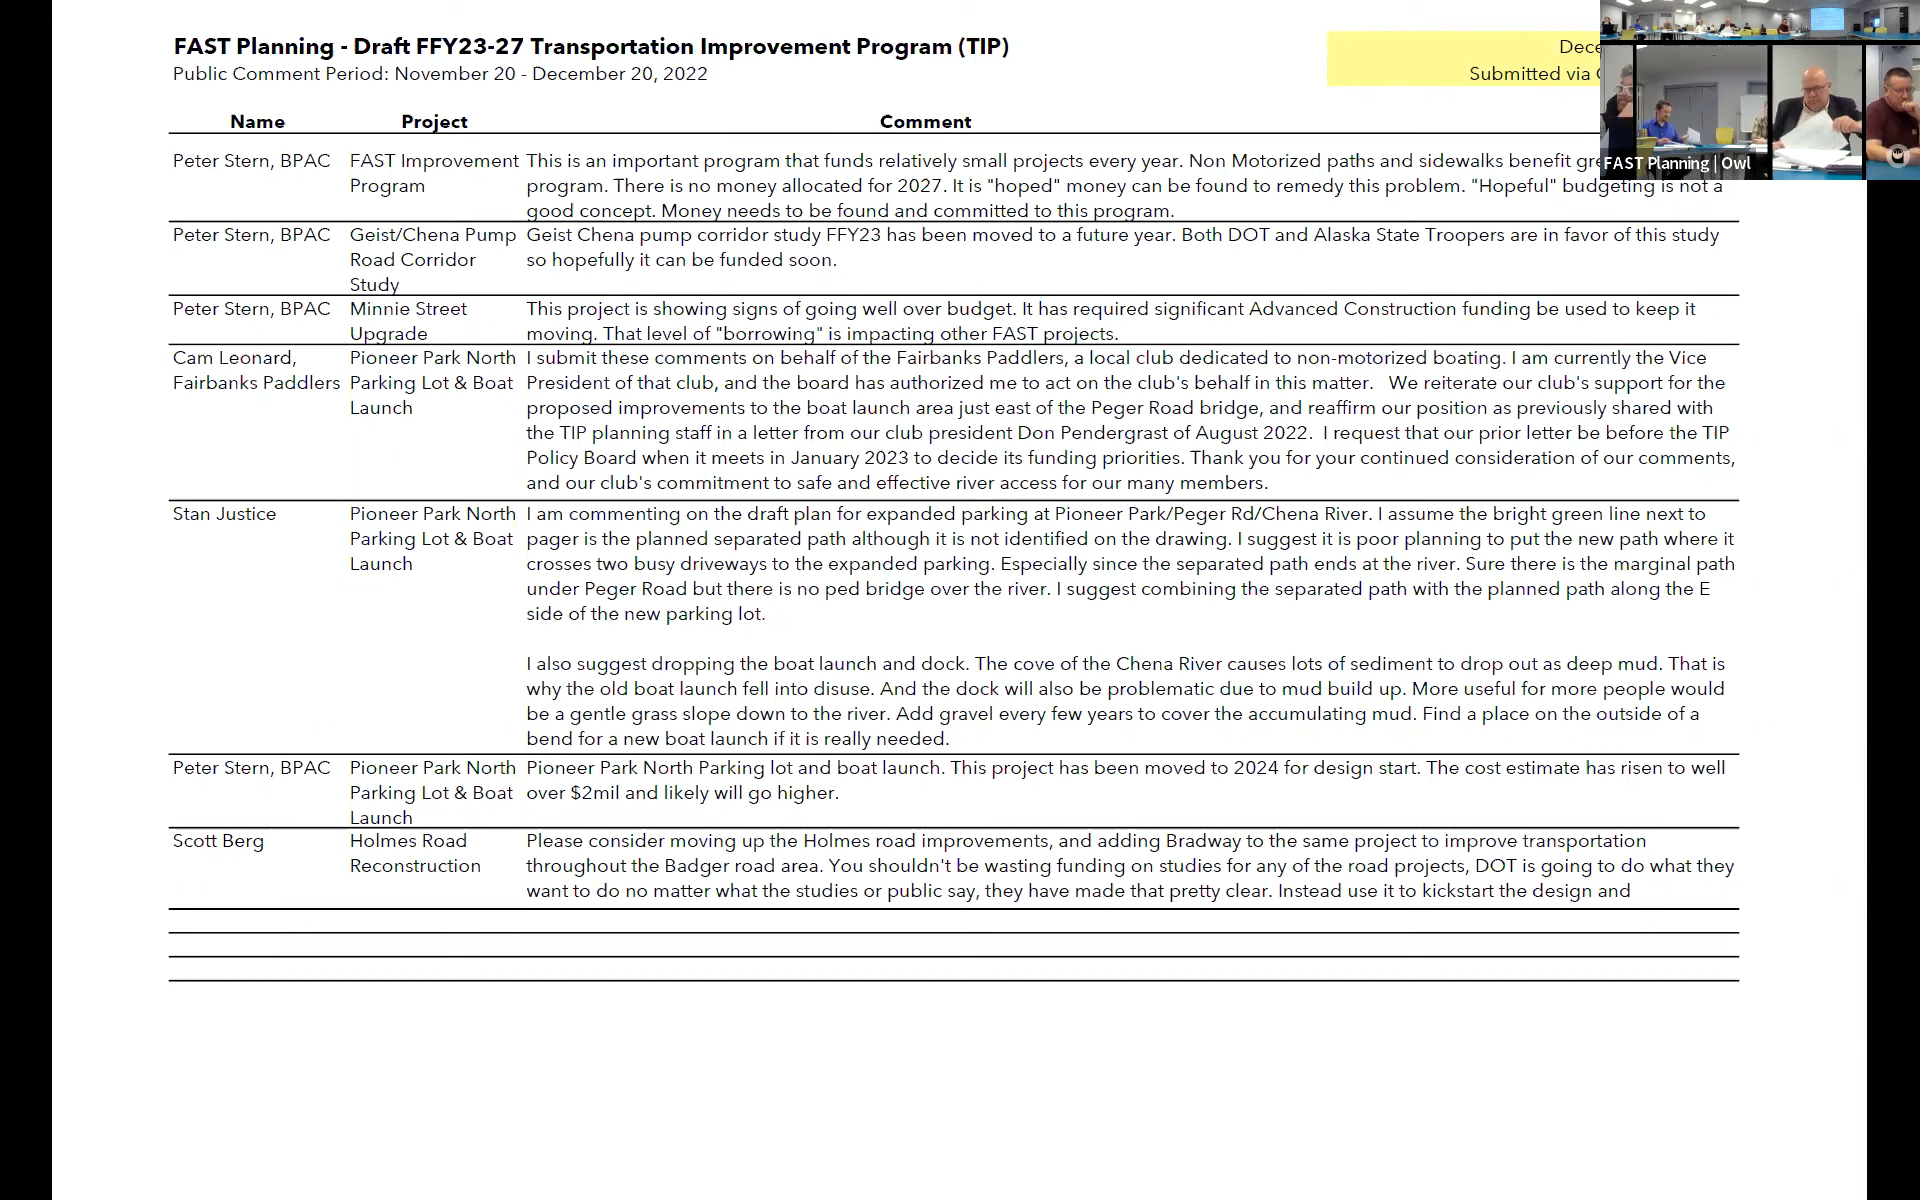 FAST Planning - Draft FFY23-27 Transportation Improvement Program (TIP)
Public Comment Period: November 20 - December 20, 2022
Submitted via
Name Project Comment
Peter Stern, BPAC FAST Improvement This is an important program that funds relatively small projects every year. Non Motorized paths and sidewalks benefit
Program program. There is no money allocated for 2027. It is "hoped" money can be found to remedy this problem. "Hopeful" budgeting is not a
good concept. Money needs to be found and committed to this program.
Peter Stern, BPAC Geist/Chena Pump Geist Chena pump corridor study FFY23 has been moved to a future year. Both DOT and Alaska State Troopers are in favor of this study
Road Corridor so hopefully it can be funded soon.
Study
Peter Stern, BPAC Minnie Street This project is showing signs of going well over budget. It has required significant Advanced Construction funding be used to keep it
Upgrade moving. That level of "borrowing" is impacting other FAST projects.
Cam Leonard, Pioneer Park North I submit these comments on behalf of the Fairbanks Paddlers, a local club dedicated to non-motorized boating. I am currently the Vice
Fairbanks Paddlers Parking Lot & Boat President of that club, and the board has authorized me to act on the club's behalf in this matter. We reiterate our club's support for the
Launch proposed improvements to the boat launch area just east of the Peger Road bridge, and reaffirm our position as previously shared with
the TIP planning staff in a letter from our club president Don Pendergrast of August 2022. I request that our prior letter be before the TIP
Policy Board when it meets in January 2023 to decide its funding priorities. Thank you for your continued consideration of our comments,
and our club's commitment to safe and effective river access for our many members.
Stan Justice Pioneer Park North I am commenting on the draft plan for expanded parking at Pioneer Park/Peger Rd/Chena River. I assume the bright green line next to
Parking Lot & Boat pager is the planned separated path although it is not identified on the drawing. I suggest it is poor planning to put the new path where it
Launch crosses two busy driveways to the expanded parking. Especially since the separated path ends at the river. Sure there is the marginal path
under Peger Road but there is no ped bridge over the river. I suggest combining the separated path with the planned path along the E
side of the new parking lot.
I also suggest dropping the boat launch and dock. The cove of the Chena River causes lots of sediment to drop out as deep mud. That is
why the old boat launch fell into disuse. And the dock will also be problematic due to mud build up. More useful for more people would
be a gentle grass slope down to the river. Add gravel every few years to cover the accumulating mud. Find a place on the outside of a
bend for a new boat launch if it is really needed.
Peter Stern, BPAC Pioneer Park North Pioneer Park North Parking lot and boat launch. This project has been moved to 2024 for design start. The cost estimate has risen to well
Parking Lot & Boat over $2mil and likely will go higher.
Launch
Scott Berg Holmes Road Please consider moving up the Holmes road improvements, and adding Bradway to the same project to improve transportation
Reconstruction throughout the Badger road area. You shouldn't be wasting funding on studies for any of the road projects, DOT is going to do what they
want to do no matter what the studies or public say, they have made that pretty clear. Instead use it to kickstart the design and
FAST Planning | Owl